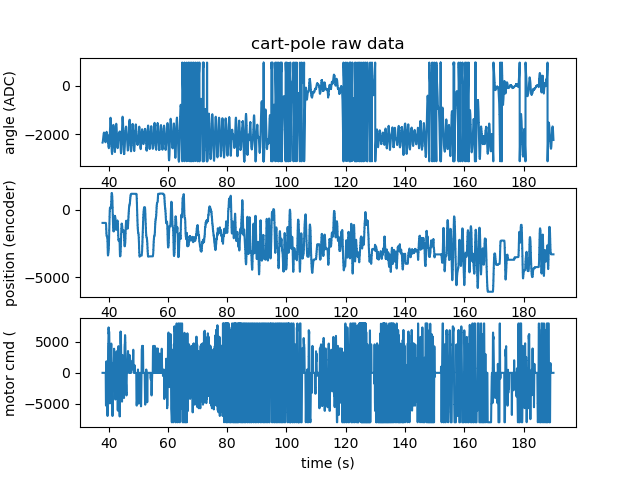 cart-pole raw data
angle (ADC)
0
−2000
40 60 80 100 120 140 160 180
position (encoder)
0
−5000
40 60 80 100 120 140 160 180
motor cmd (
5000
0
−5000
40 60 80 100 120 140 160 180
time (s)